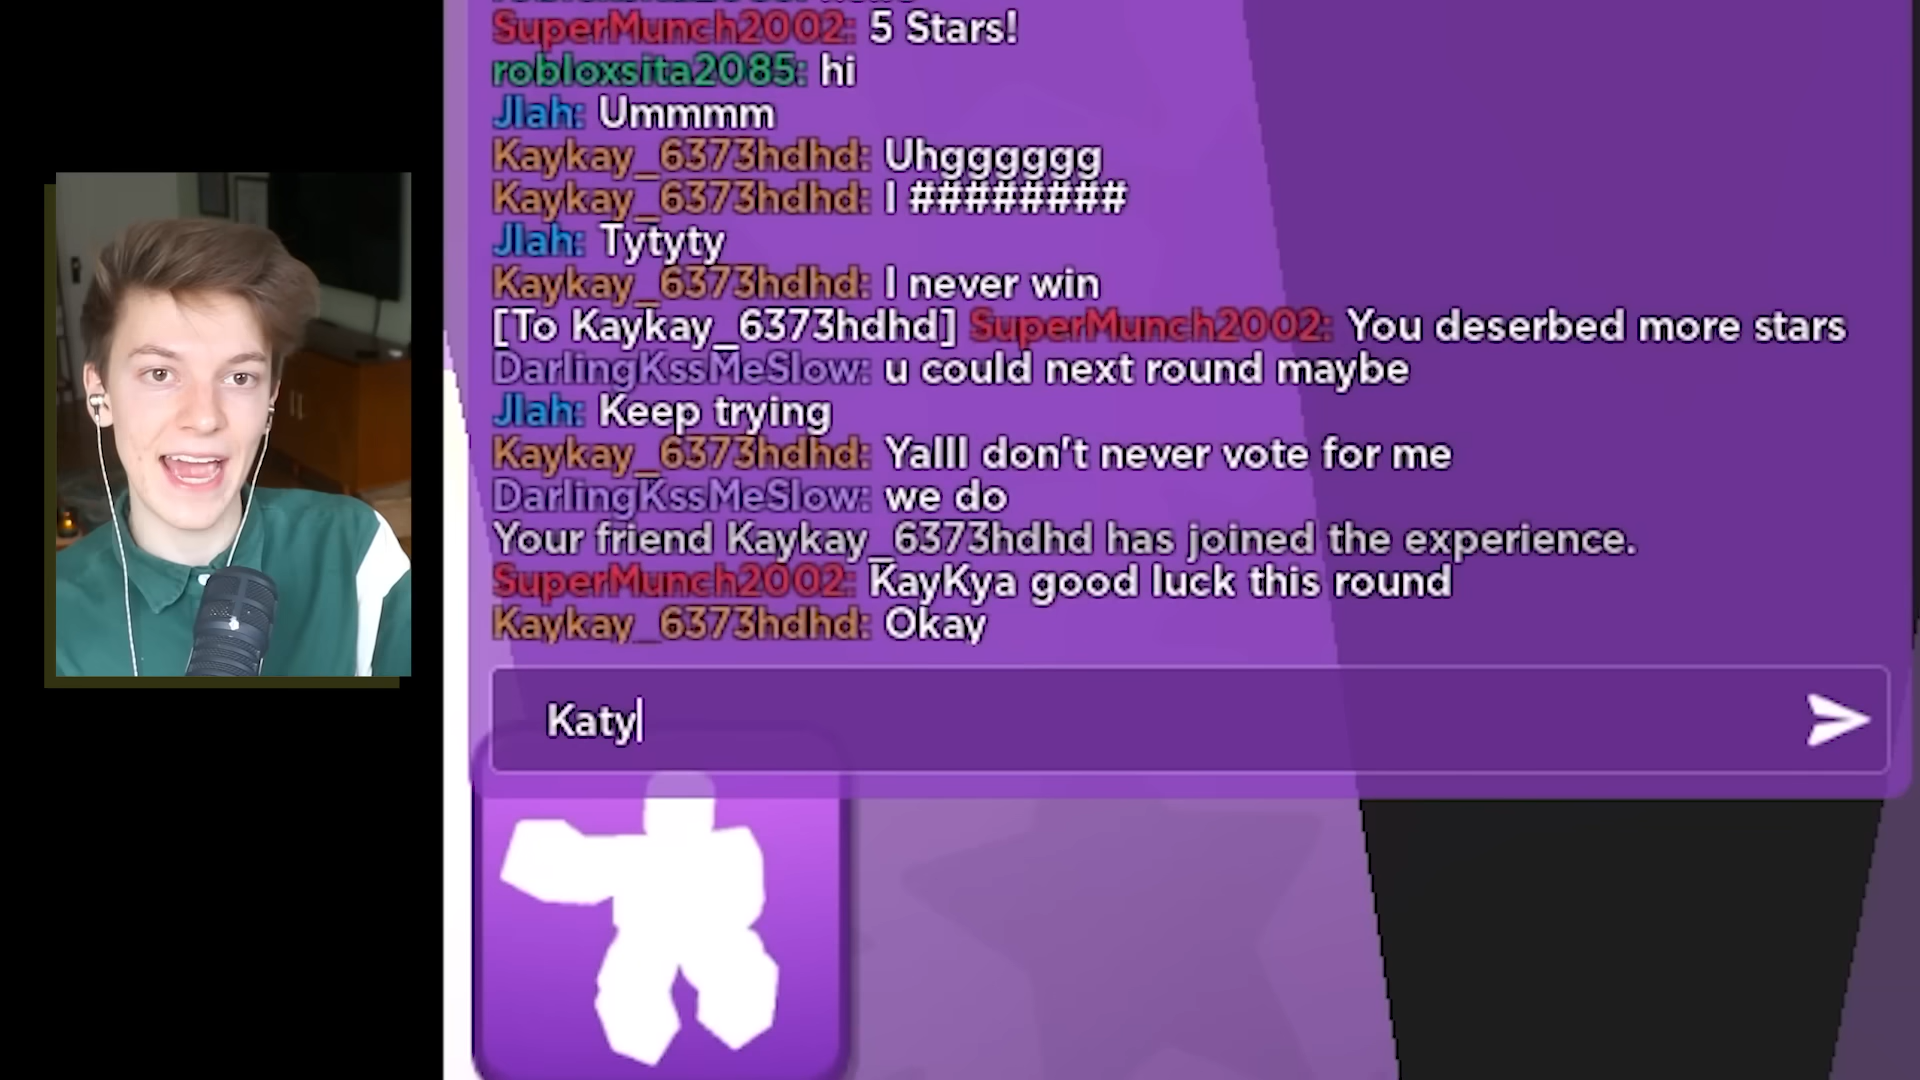 SuperMunch2002: 5 Stars!
robloxsita2085: hi
Jlah: Ummmm
Kaykay_6373hdhd: Uhgggggg
Kaykay_6373hdhd: I ########
Jlah: Tytyty
Kaykay_6373hdhd: I never win
[To Kaykay_6373hdhd] SuperMunch2002: You deserbed more stars
DarlingKssMeSlow: u could next round maybe
Jlah: Keep trying
Kaykay_6373hdhd: Yalll don't never vote for me
DarlingKssMeSlow: we do
Your friend Kaykay_6373hdhd has joined the experience.
SuperMunch2002: KayKya good luck this round
Kaykay_6373hdhd: Okay
Katy